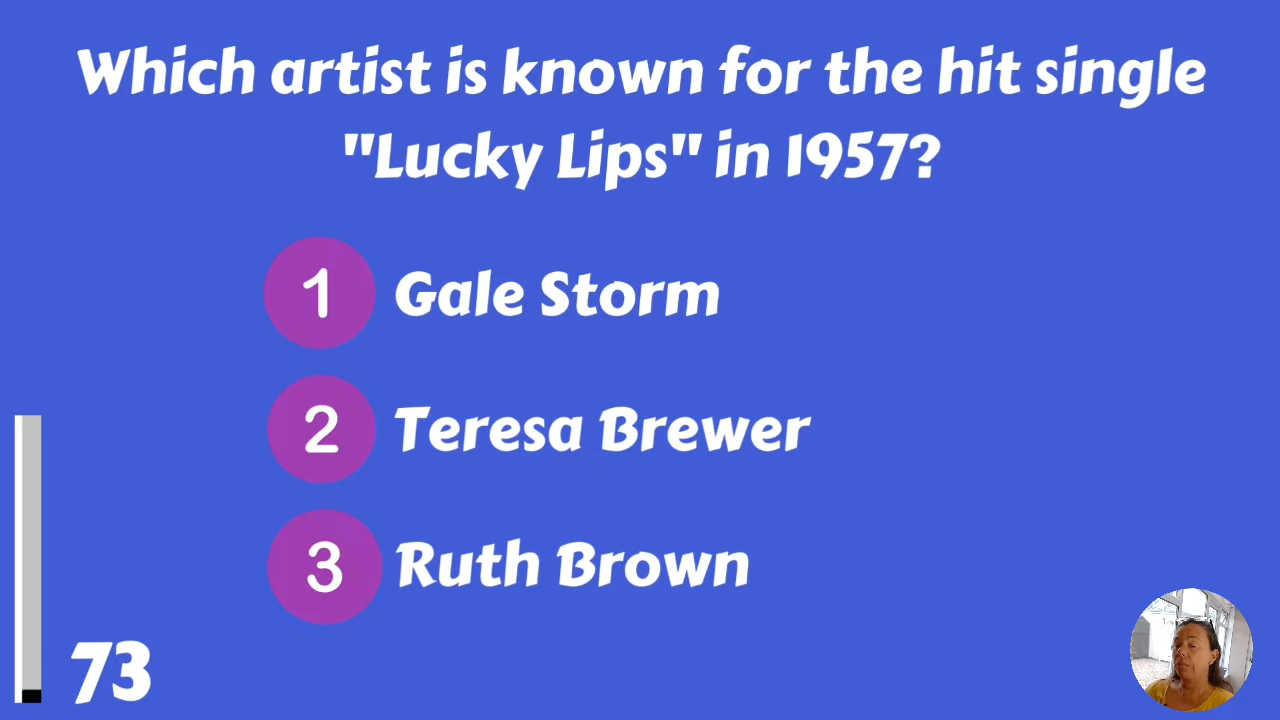 Which artist is known for the hit single
"Lucky Lips" in 1957?
1 Gale Storm
2 Teresa Brewer
3 Ruth Brown
73